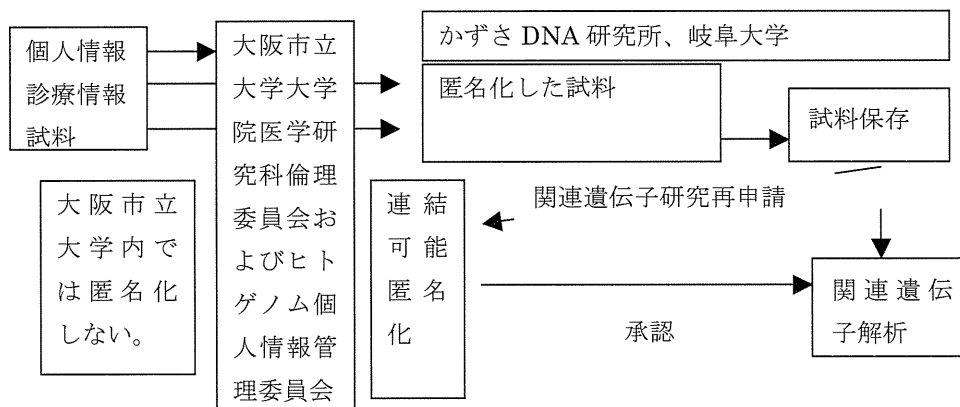 個人情報
診療情報
試料
大阪市立
大学大学
院医学研
究科倫理
委員会お
よびヒト
ゲノム個
人情報管
理委員会
かずさ DNA 研究所、岐阜大学
匿名化した試料
試料保存
大阪市立
大学内で
は匿名化
しない。
連結
可能
匿名
化
関連遺伝子研究再申請
承認
関連遺伝
子解析